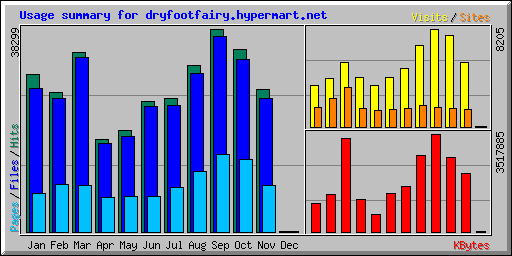 Usage summary for dryfootfairy.hypermart.net
Visits / Sites
38299
8205
3517885
Pages / Files / Hits
Jan Feb Mar Apr May Jun Jul Aug Sep Oct Nov Dec
KBytes